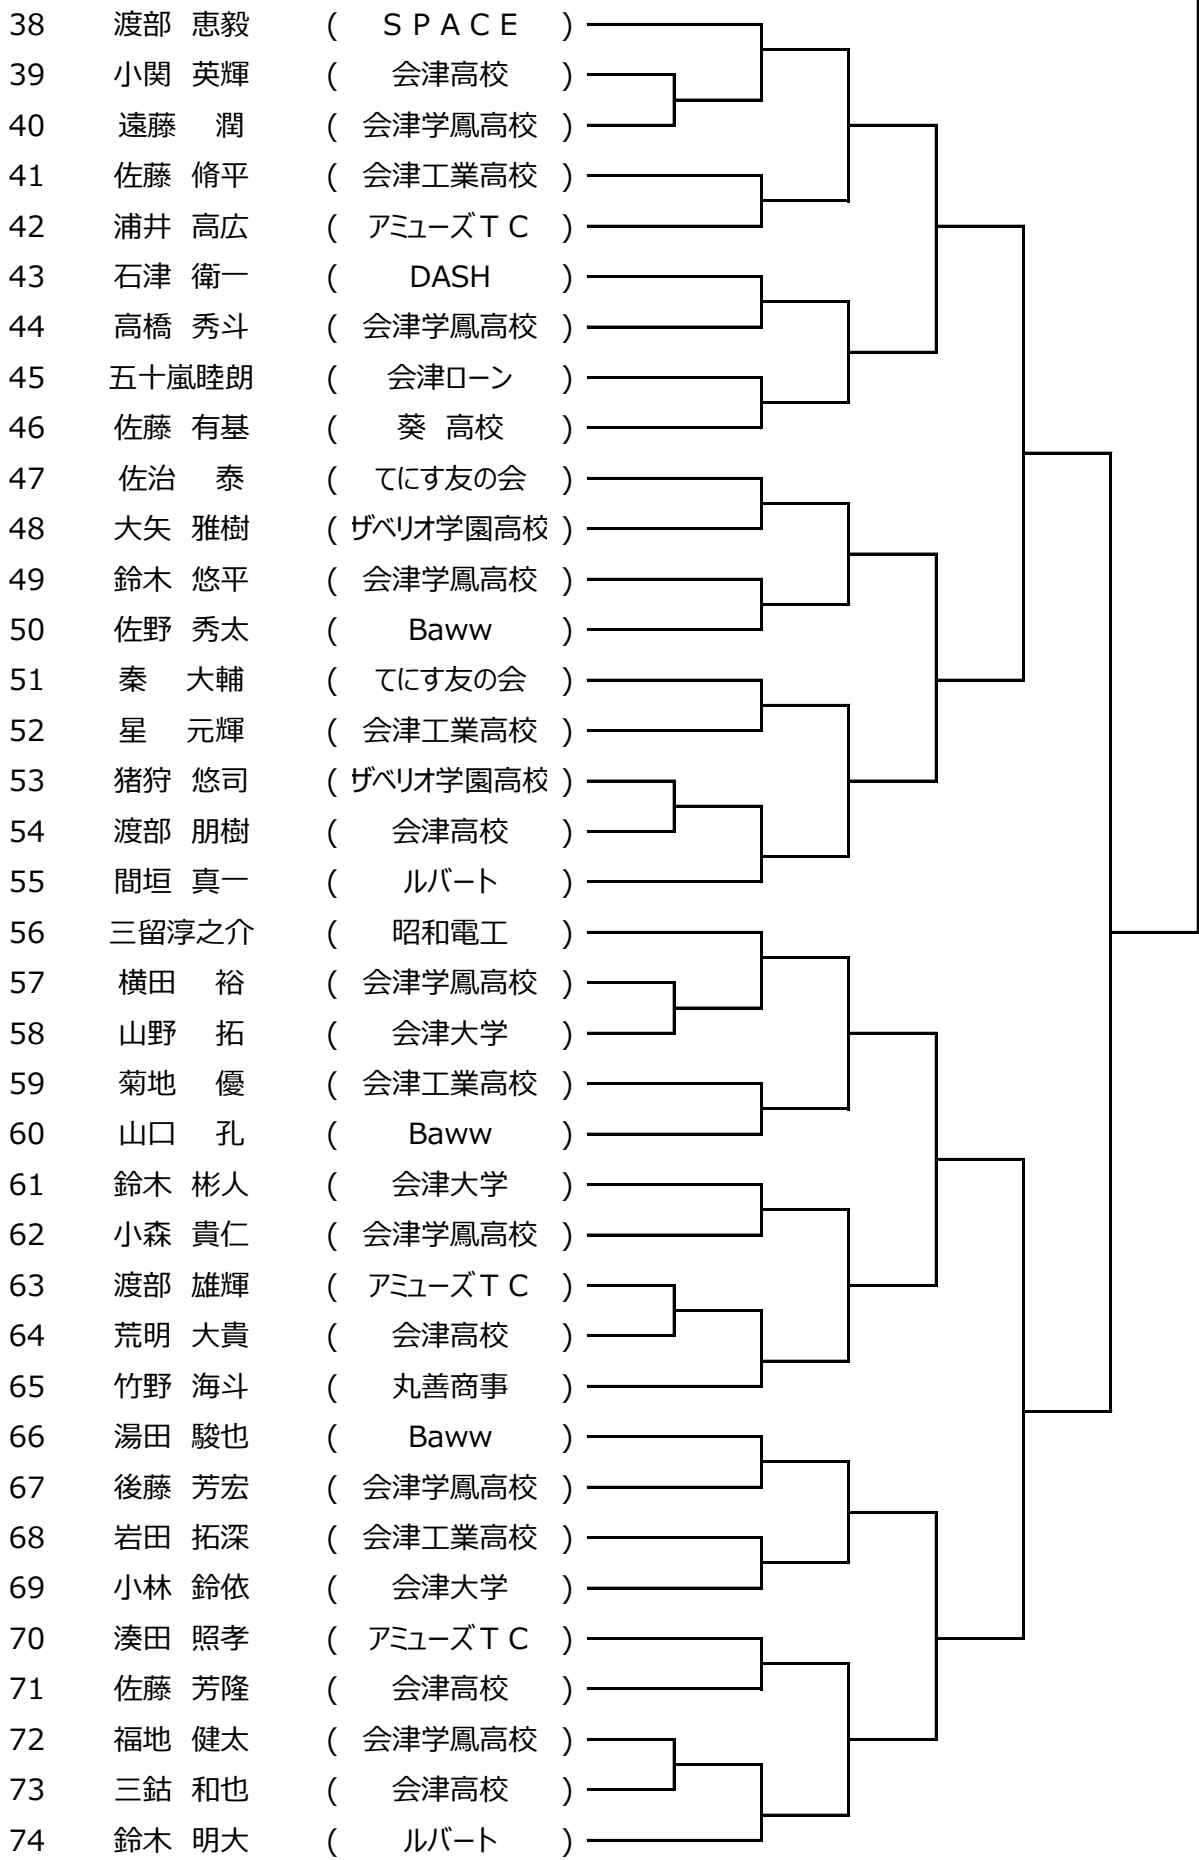 38 渡部 恵毅 ( ＳＰＡＣＥ )
39 小関 英輝 ( 会津高校 )
40 遠藤 潤 ( 会津学鳳高校 )
41 佐藤 脩平 ( 会津工業高校 )
42 浦井 高広 ( アミューズＴＣ )
43 石津 衛一 ( DASH )
44 高橋 秀斗 ( 会津学鳳高校 )
45 五十嵐睦朗 ( 会津ローン )
46 佐藤 有基 ( 葵 高校 )
47 佐治 泰 ( てにす友の会 )
48 大矢 雅樹 ( ザベリオ学園高校 )
49 鈴木 悠平 ( 会津学鳳高校 )
50 佐野 秀太 ( Baww )
51 秦 大輔 ( てにす友の会 )
52 星 元輝 ( 会津工業高校 )
53 猪狩 悠司 ( ザベリオ学園高校 )
54 渡部 朋樹 ( 会津高校 )
55 間垣 真一 ( ルバート )
56 三留淳之介 ( 昭和電工 )
57 横田 裕 ( 会津学鳳高校 )
58 山野 拓 ( 会津大学 )
59 菊地 優 ( 会津工業高校 )
60 山口 孔 ( Baww )
61 鈴木 彬人 ( 会津大学 )
62 小森 貴仁 ( 会津学鳳高校 )
63 渡部 雄輝 ( アミューズＴＣ )
64 荒明 大貴 ( 会津高校 )
65 竹野 海斗 ( 丸善商事 )
66 湯田 駿也 ( Baww )
67 後藤 芳宏 ( 会津学鳳高校 )
68 岩田 拓深 ( 会津工業高校 )
69 小林 鈴依 ( 会津大学 )
70 湊田 照孝 ( アミューズＴＣ )
71 佐藤 芳隆 ( 会津高校 )
72 福地 健太 ( 会津学鳳高校 )
73 三鈷 和也 ( 会津高校 )
74 鈴木 明大 ( ルバート )